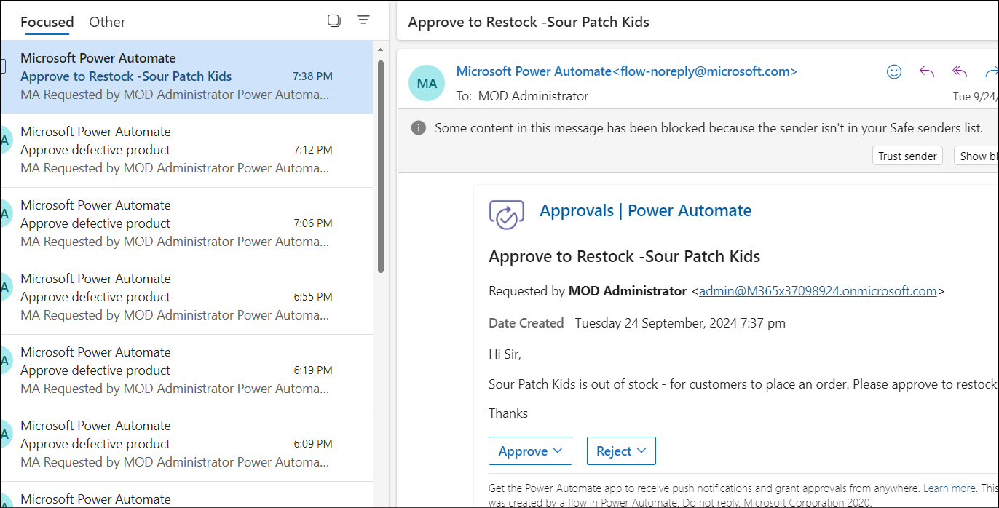 Focused Other
Microsoft Power Automate
Approve to Restock -Sour Patch Kids 7:38 PM
MA Requested by MOD Administrator Power Automa...
A
Microsoft Power Automate
Approve defective product 7:12 PM
MA Requested by MOD Administrator Power Automa...
A
Microsoft Power Automate
Approve defective product 7:06 PM
MA Requested by MOD Administrator Power Automa...
A
Microsoft Power Automate
Approve defective product 6:55 PM
MA Requested by MOD Administrator Power Automa...
A
Microsoft Power Automate
Approve defective product 6:19 PM
MA Requested by MOD Administrator Power Automa...
A
Microsoft Power Automate
Approve defective product 6:09 PM
MA Requested by MOD Administrator Power Automa...
Microsoft Power Automate
Approve to Restock -Sour Patch Kids
MA
Microsoft Power Automate<flow-noreply@microsoft.com>
To: MOD Administrator
Tue 9/24/
Some content in this message has been blocked because the sender isn't in your Safe senders list.
Trust sender Show bl
Approvals | Power Automate
Approve to Restock -Sour Patch Kids
Requested by MOD Administrator <admin@M365x37098924.onmicrosoft.com>
Date Created Tuesday 24 September, 2024 7:37 pm
Hi Sir,
Sour Patch Kids is out of stock - for customers to place an order. Please approve to restock.
Thanks
Approve Reject
Get the Power Automate app to receive push notifications and grant approvals from anywhere. Learn more. This
was created by a flow in Power Automate. Do not reply. Microsoft Corporation 2020.